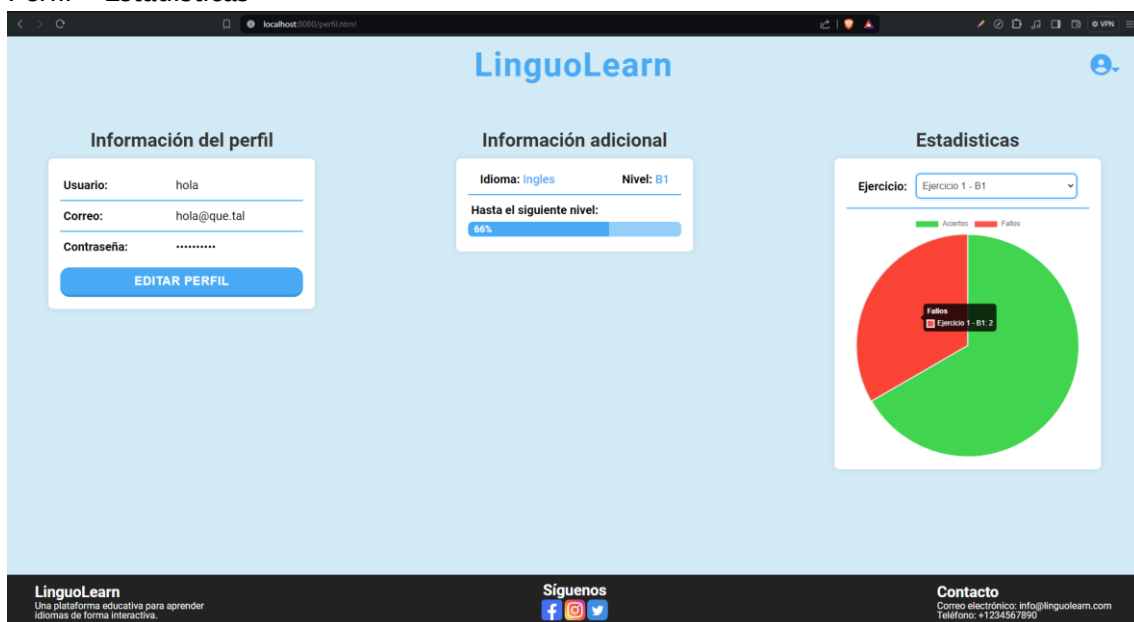 localhost:8080/perfil.html
VPN
LinguoLearn
Información del perfil
Usuario: hola
Correo: hola@que.tal
Contraseña: ••••••••••
EDITAR PERFIL
Información adicional
Idioma: Ingles Nivel: B1
Hasta el siguiente nivel:
66%
Estadisticas
Ejercicio: Ejercicio 1 - B1
Aciertos Fallos
Fallos
Ejercicio 1 - B1: 2
LinguoLearn
Una plataforma educativa para aprender
idiomas de forma interactiva.
Síguenos
Contacto
Correo electrónico: info@linguolearn.com
Teléfono: +1234567890